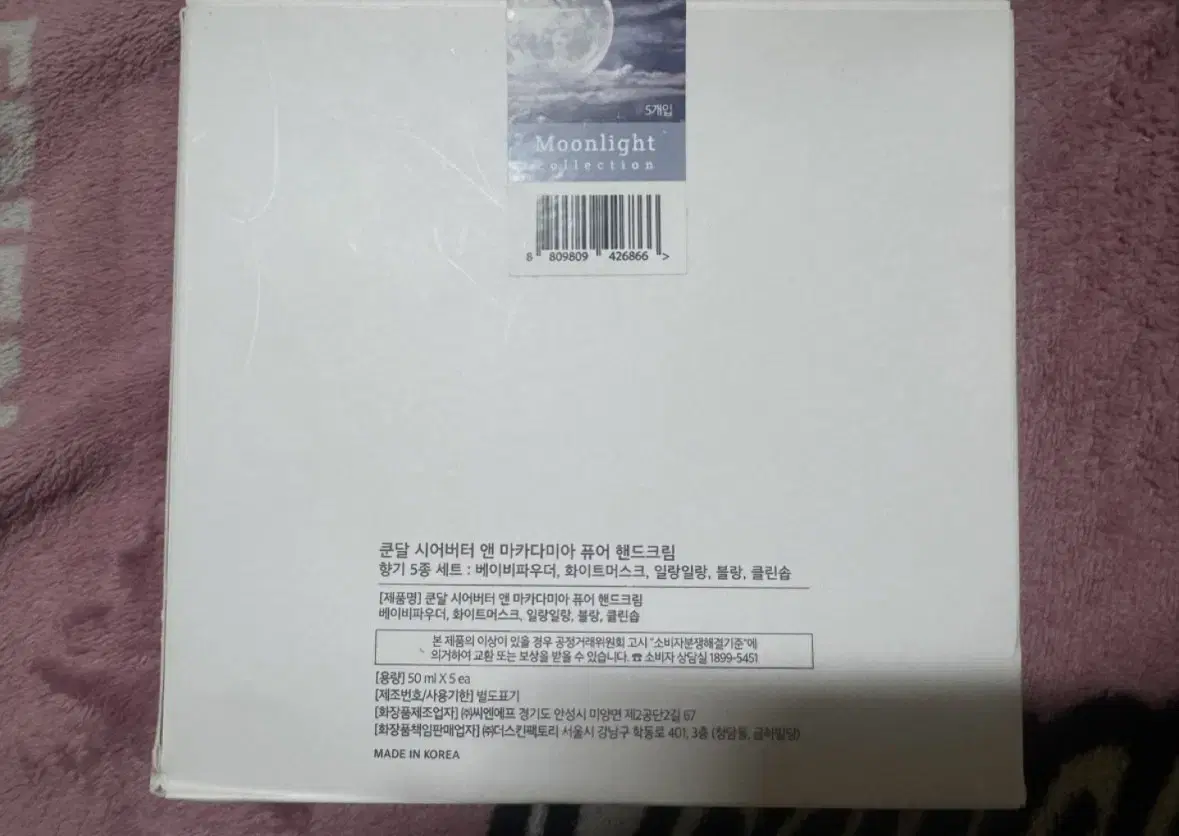 5개입
Moonlight
collection
8 809809 426866 >
쿤달 시어버터 앤 마카다미아 퓨어 핸드크림
향기 5종 세트 : 베이비파우더, 화이트머스크, 일랑일랑, 블랑, 클린솝
[제품명] 쿤달 시어버터 앤 마카다미아 퓨어 핸드크림
베이비파우더, 화이트머스크, 일랑일랑, 블랑, 클린솝
본 제품의 이상이 있을 경우 공정거래위원회 고시 "소비자분쟁해결기준"에
의거하여 교환 또는 보상을 받을 수 있습니다. ☎ 소비자 상담실 1899-5451
[용량] 50 ml X 5 ea
[제조번호/사용기한] 별도표기
[화장품제조업자] ㈜씨엔에프 경기도 안성시 미양면 제2공단2길 67
[화장품책임판매업자] ㈜더스킨팩토리 서울시 강남구 학동로 401, 3층 (청담동, 금하빌딩)
MADE IN KOREA